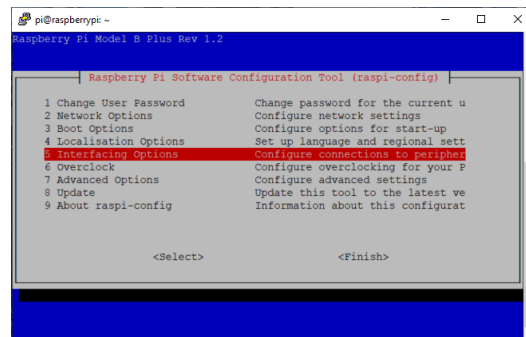 pi@raspberrypi: ~
Raspberry Pi Model B Plus Rev 1.2
Raspberry Pi Software Configuration Tool (raspi-config)
1 Change User Password Change password for the current u
2 Network Options Configure network settings
3 Boot Options Configure options for start-up
4 Localisation Options Set up language and regional sett
5 Interfacing Options Configure connections to peripher
6 Overclock Configure overclocking for your P
7 Advanced Options Configure advanced settings
8 Update Update this tool to the latest ve
9 About raspi-config Information about this configurat
<Select> <Finish>